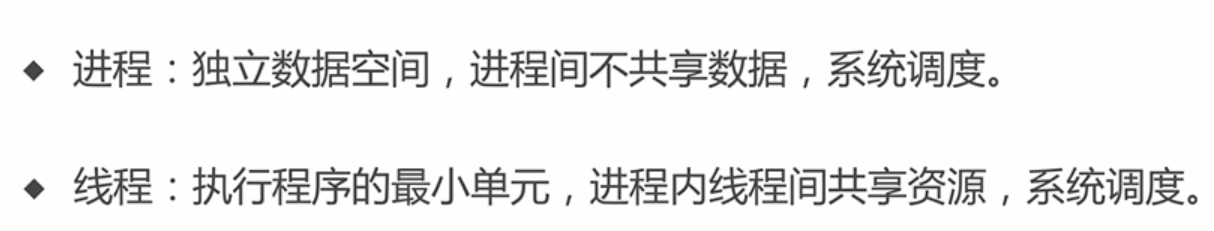 ◆ 进程：独立数据空间，进程间不共享数据，系统调度。
◆ 线程：执行程序的最小单元，进程内线程间共享资源，系统调度。